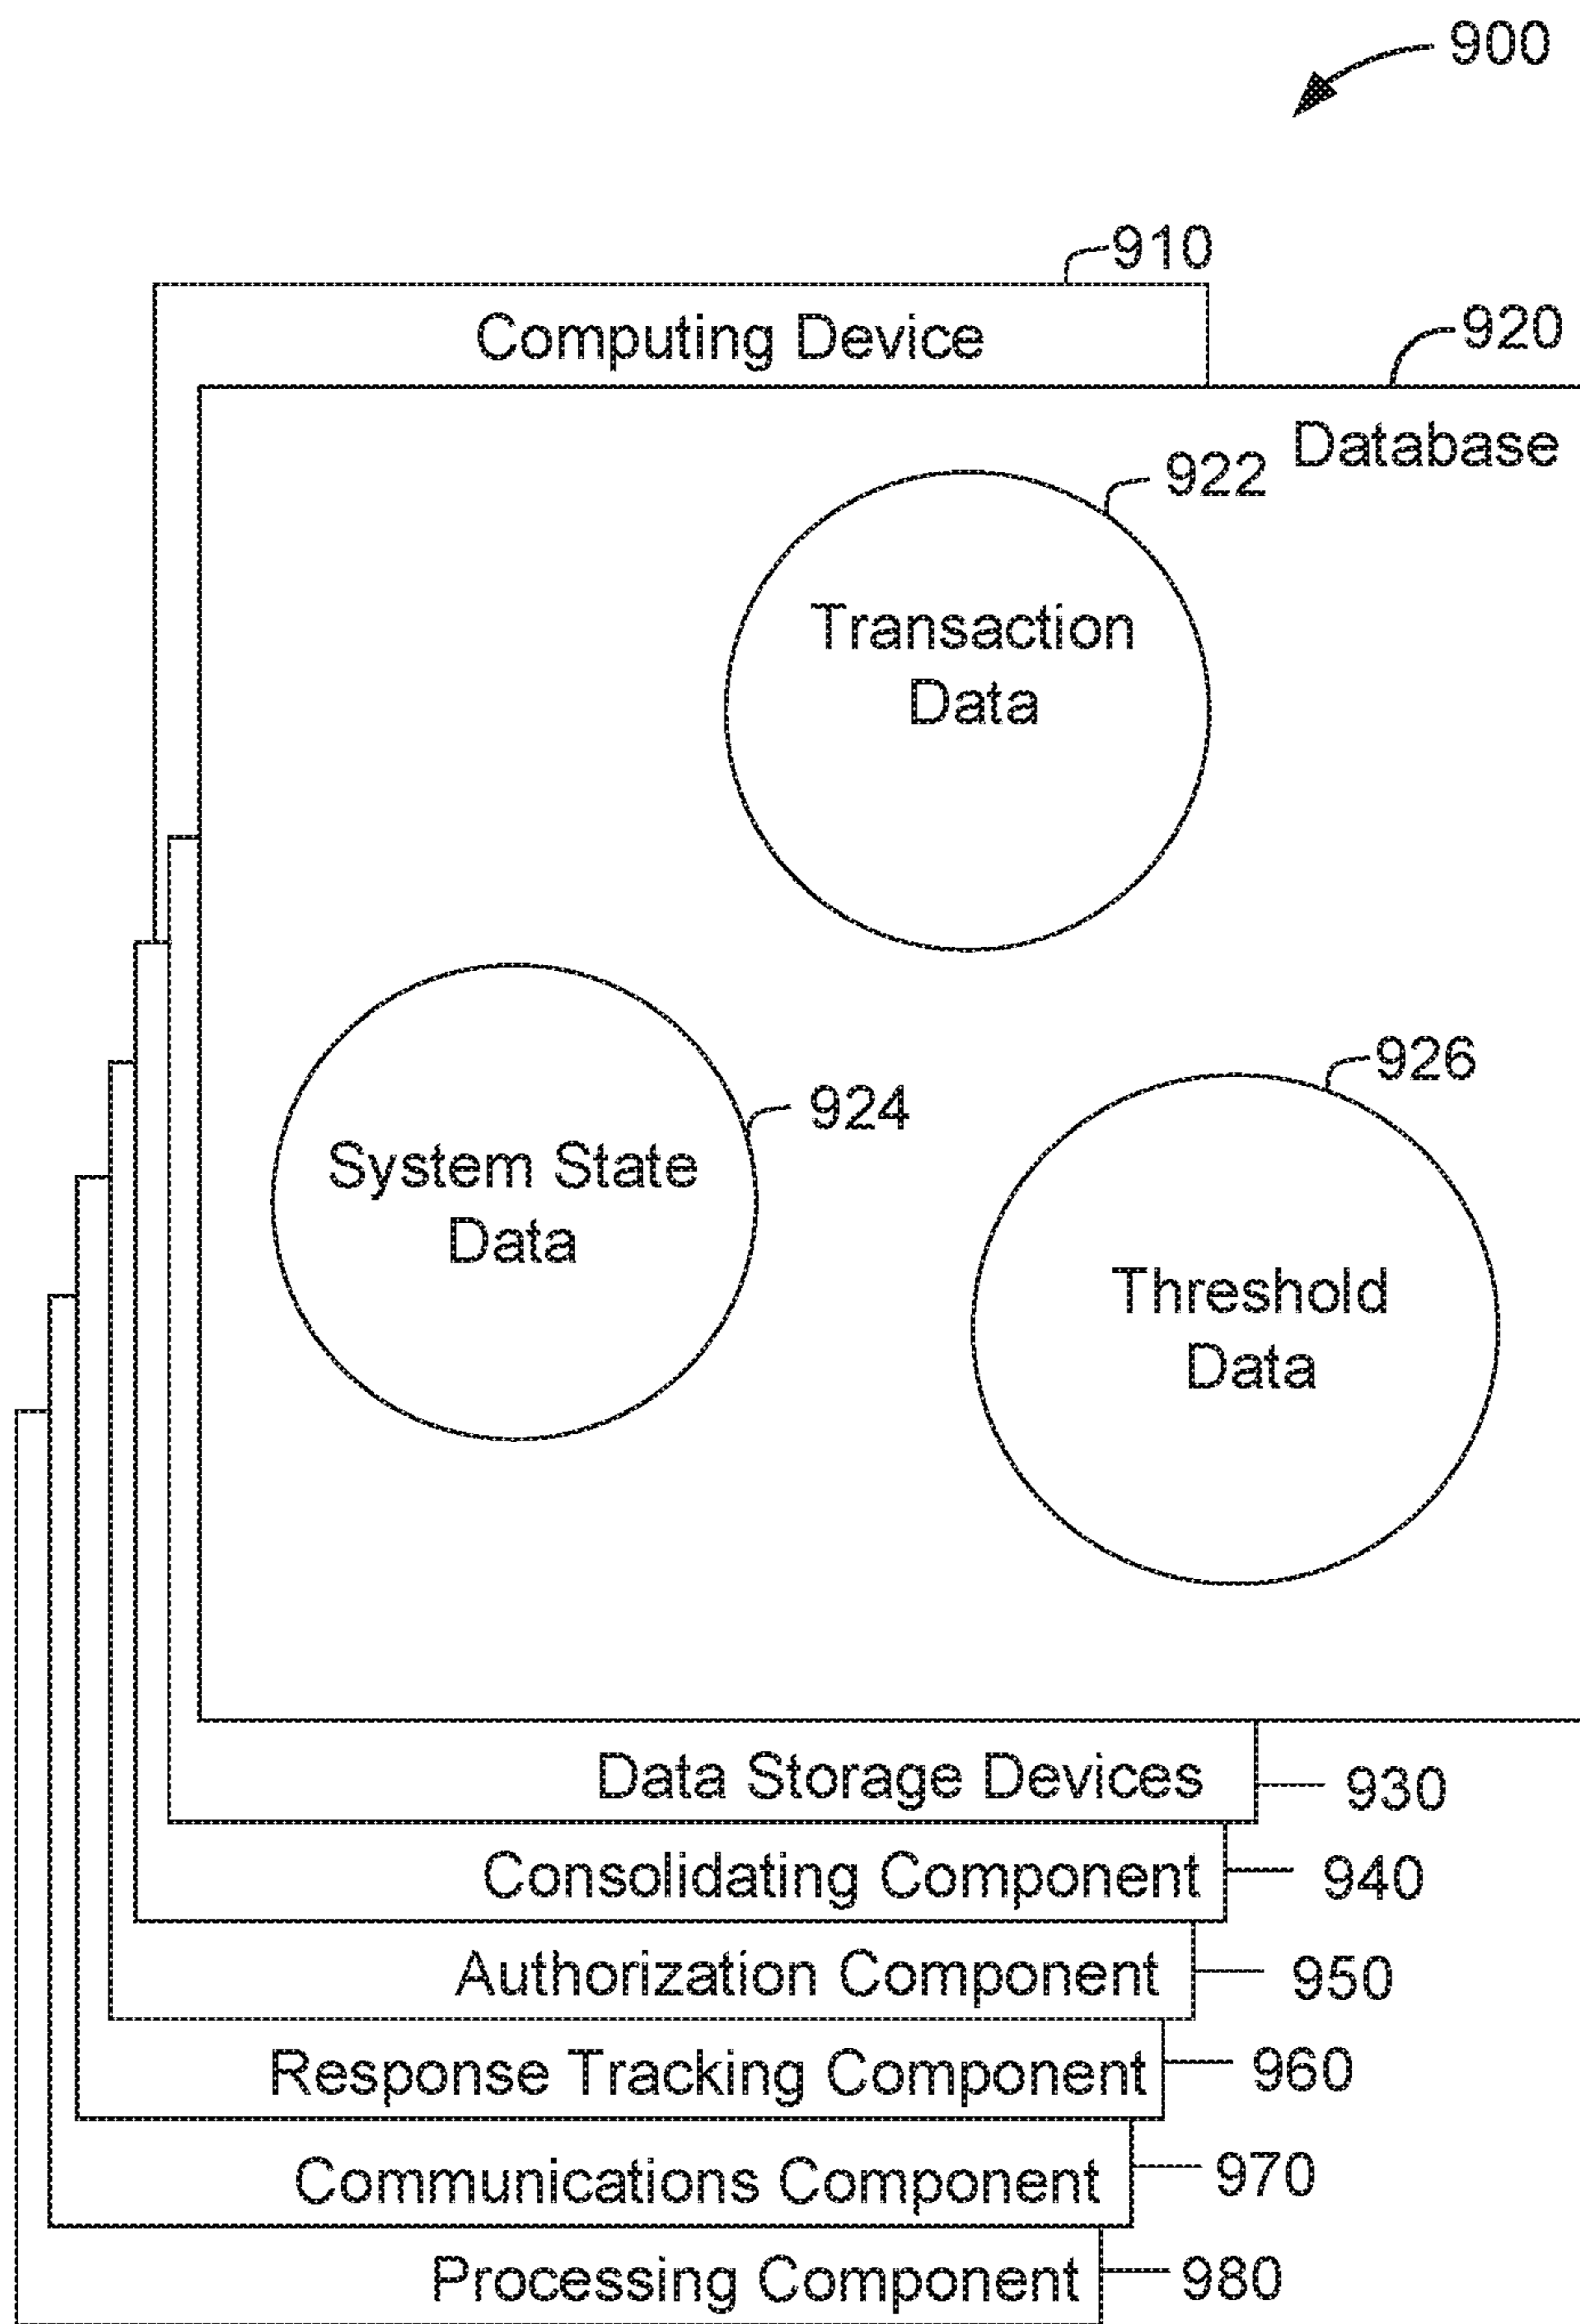 900
910
Computing Device
920
Database
922
Transaction
Data
926
924
System State
Data
Threshold
Data
Data Storage Devices
930
Consolidating Component
940
Authorization Component
950
Response Tracking Component
960
Communications Component
970
Processing Component
980